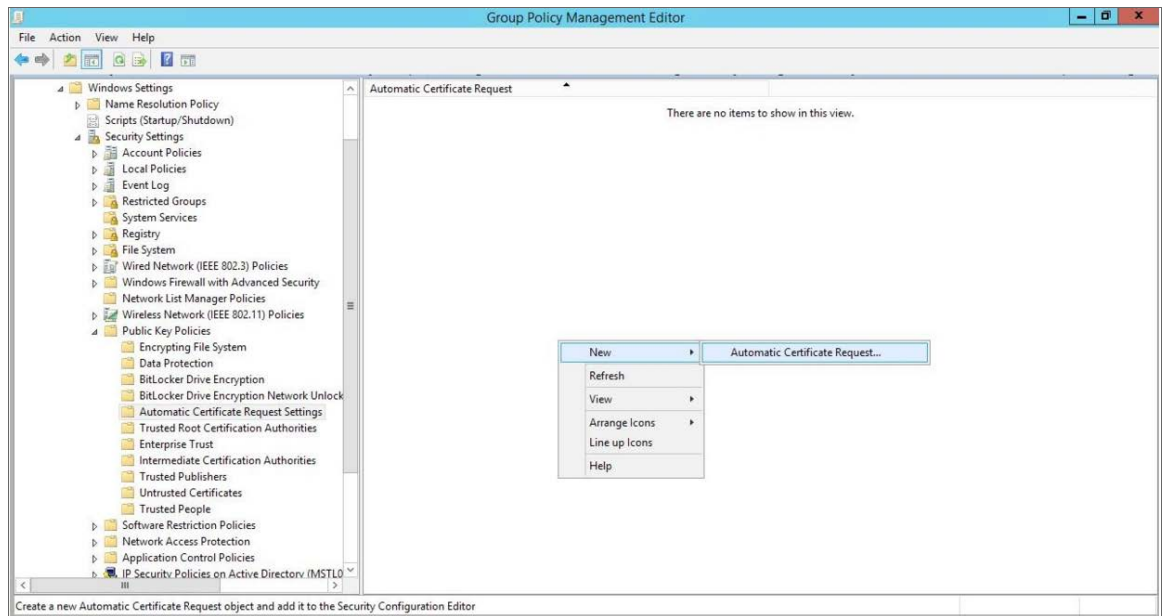 Group Policy Management Editor
File Action View Help
Windows Settings
Name Resolution Policy
Scripts (Startup/Shutdown)
Security Settings
Account Policies
Local Policies
Event Log
Restricted Groups
System Services
Registry
File System
Wired Network (IEEE 802.3) Policies
Windows Firewall with Advanced Security
Network List Manager Policies
Wireless Network (IEEE 802.11) Policies
Public Key Policies
Encrypting File System
Data Protection
BitLocker Drive Encryption
BitLocker Drive Encryption Network Unlock
Automatic Certificate Request Settings
Trusted Root Certification Authorities
Enterprise Trust
Intermediate Certification Authorities
Trusted Publishers
Untrusted Certificates
Trusted People
Software Restriction Policies
Network Access Protection
Application Control Policies
IP Security Policies on Active Directory (MSTL0
Automatic Certificate Request
There are no items to show in this view.
New
Automatic Certificate Request...
Refresh
View
Arrange Icons
Line up Icons
Help
Create a new Automatic Certificate Request object and add it to the Security Configuration Editor